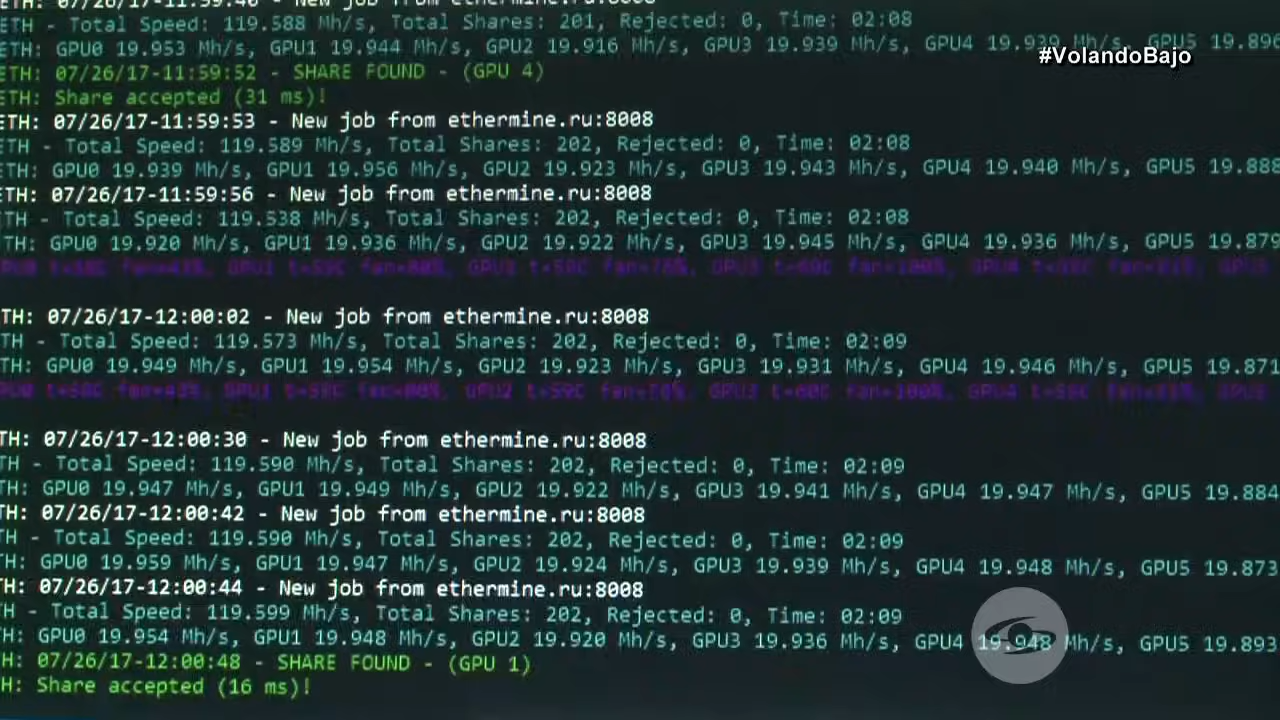 ETH: 07/26/17-11:59:40 - New job from ethermine.ru:8008
ETH - Total Speed: 119.588 Mh/s, Total Shares: 201, Rejected: 0, Time: 02:08
ETH: GPU0 19.953 Mh/s, GPU1 19.944 Mh/s, GPU2 19.916 Mh/s, GPU3 19.939 Mh/s, GPU4 19.939 Mh/s, GPU5 19.896
#VolandoBajo
ETH: 07/26/17-11:59:52 - SHARE FOUND - (GPU 4)
ETH: Share accepted (31 ms)!
ETH: 07/26/17-11:59:53 - New job from ethermine.ru:8008
ETH - Total Speed: 119.589 Mh/s, Total Shares: 202, Rejected: 0, Time: 02:08
ETH: GPU0 19.939 Mh/s, GPU1 19.956 Mh/s, GPU2 19.923 Mh/s, GPU3 19.943 Mh/s, GPU4 19.940 Mh/s, GPU5 19.888
ETH: 07/26/17-11:59:56 - New job from ethermine.ru:8008
ETH - Total Speed: 119.538 Mh/s, Total Shares: 202, Rejected: 0, Time: 02:08
TH: GPU0 19.920 Mh/s, GPU1 19.936 Mh/s, GPU2 19.922 Mh/s, GPU3 19.945 Mh/s, GPU4 19.936 Mh/s, GPU5 19.879
TH: 07/26/17-12:00:02 - New job from ethermine.ru:8008
TH - Total Speed: 119.573 Mh/s, Total Shares: 202, Rejected: 0, Time: 02:09
TH: GPU0 19.949 Mh/s, GPU1 19.954 Mh/s, GPU2 19.923 Mh/s, GPU3 19.931 Mh/s, GPU4 19.946 Mh/s, GPU5 19.871
TH: 07/26/17-12:00:30 - New job from ethermine.ru:8008
TH - Total Speed: 119.590 Mh/s, Total Shares: 202, Rejected: 0, Time: 02:09
TH: GPU0 19.947 Mh/s, GPU1 19.949 Mh/s, GPU2 19.922 Mh/s, GPU3 19.941 Mh/s, GPU4 19.947 Mh/s, GPU5 19.884
TH: 07/26/17-12:00:42 - New job from ethermine.ru:8008
TH - Total Speed: 119.590 Mh/s, Total Shares: 202, Rejected: 0, Time: 02:09
TH: GPU0 19.959 Mh/s, GPU1 19.947 Mh/s, GPU2 19.924 Mh/s, GPU3 19.939 Mh/s, GPU4 19.948 Mh/s, GPU5 19.873
TH: 07/26/17-12:00:44 - New job from ethermine.ru:8008
TH - Total Speed: 119.599 Mh/s, Total Shares: 202, Rejected: 0, Time: 02:09
TH: GPU0 19.954 Mh/s, GPU1 19.948 Mh/s, GPU2 19.920 Mh/s, GPU3 19.936 Mh/s, GPU4 19.948 Mh/s, GPU5 19.893
H: 07/26/17-12:00:48 - SHARE FOUND - (GPU 1)
H: Share accepted (16 ms)!